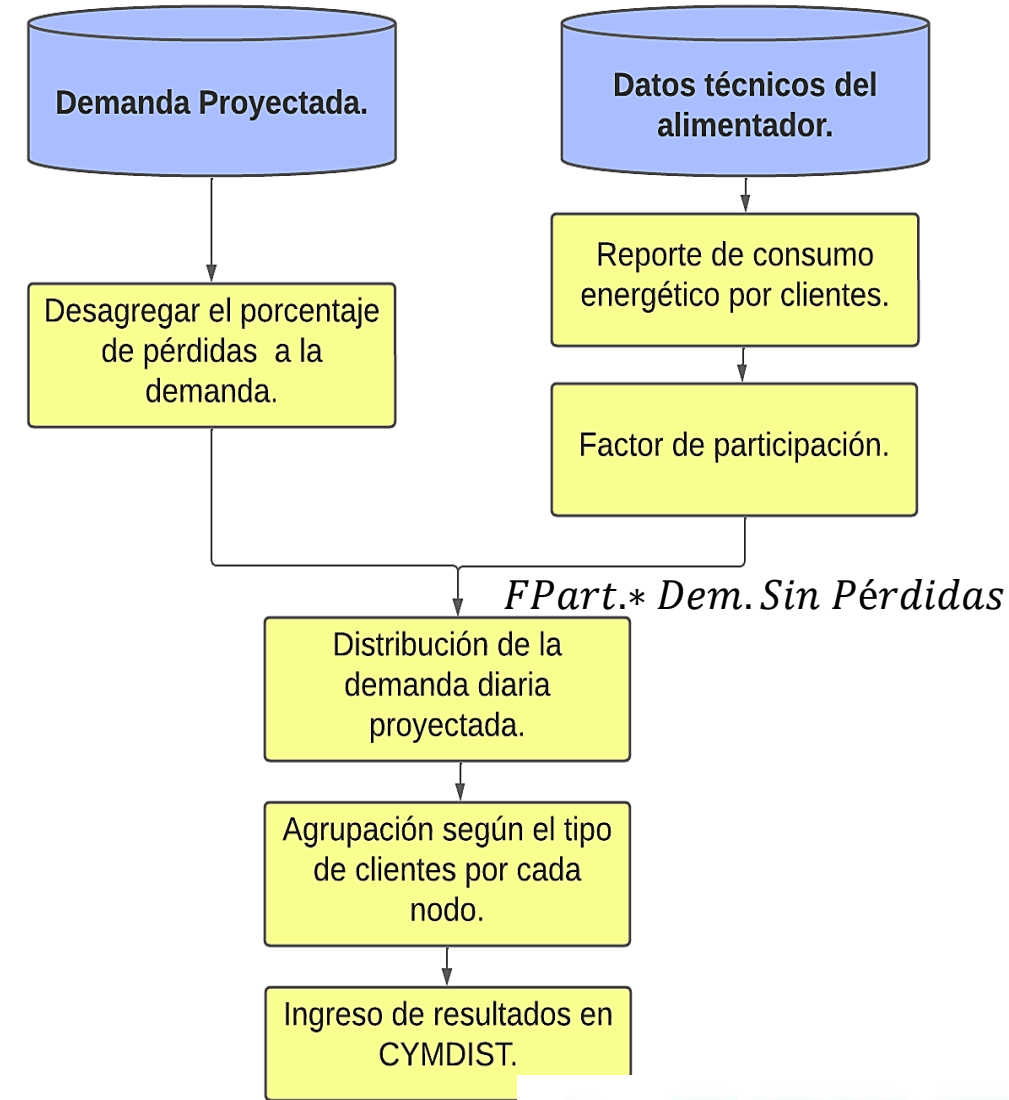 Demanda Proyectada.
Datos técnicos del
alimentador.
Reporte de consumo
energético por clientes.
Desagregar el porcentaje
de pérdidas a la
demanda.
Factor de participación.
FPart.* Dem. Sin Pérdidas
Distribución de la
demanda diaria
proyectada.
Agrupación según el tipo
de clientes por cada
nodo.
Ingreso de resultados en
CYMDIST.